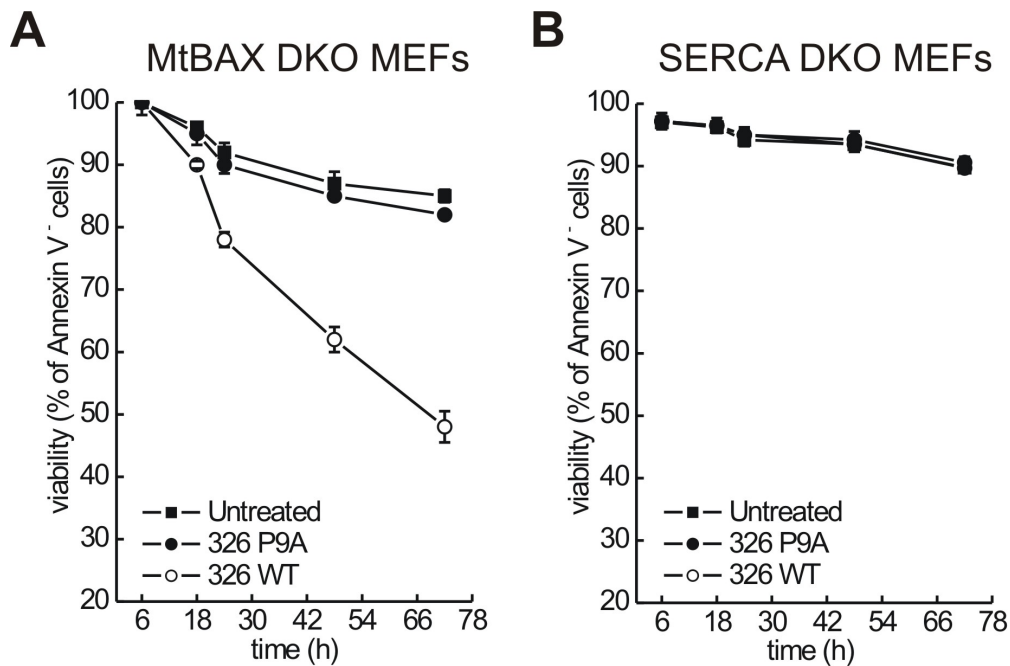 A
MtBAX DKO MEFs
viability (% of Annexin V⁻ cells)
100
90
80
70
60
50
40
30
20
Untreated
326 P9A
326 WT
6 18 30 42 54 66 78
time (h)
B
SERCA DKO MEFs
viability (% of Annexin V⁻ cells)
100
90
80
70
60
50
40
30
20
Untreated
326 P9A
326 WT
6 18 30 42 54 66 78
time (h)